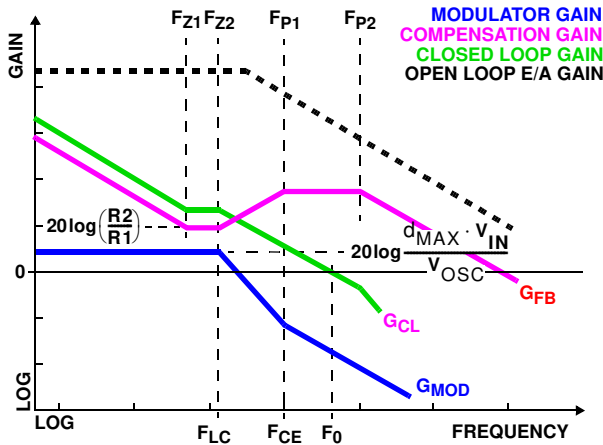 F_Z1 F_Z2 F_P1 F_P2
MODULATOR GAIN
COMPENSATION GAIN
CLOSED LOOP GAIN
OPEN LOOP E/A GAIN
GAIN
20log(R2/R1)
20log d_MAX · V_IN / V_OSC
0
G_FB
G_CL
G_MOD
LOG
LOG
F_LC F_CE F_0 FREQUENCY